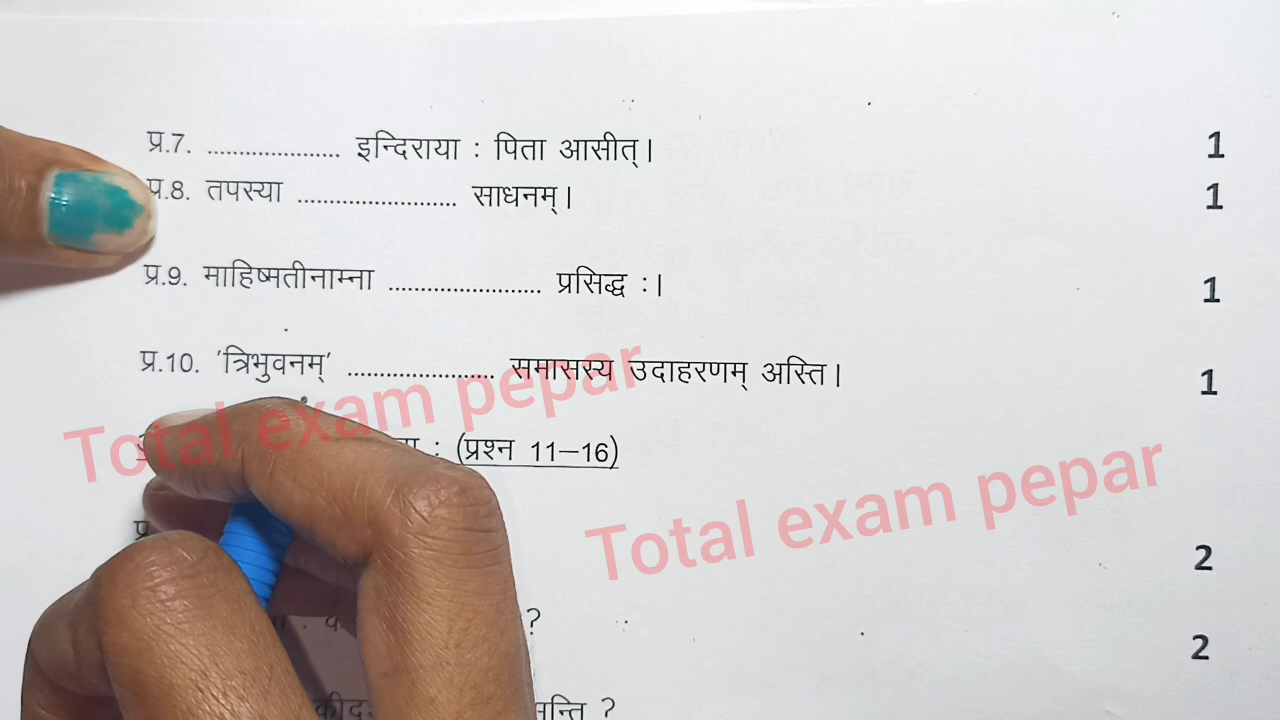 प्र.7. ..................... इन्दिराया : पिता आसीत्। 1
प्र.8. तपस्या ......................... साधनम्। 1
प्र.9. माहिष्मतीनाम्ना ........................ प्रसिद्ध :। 1
प्र.10. 'त्रिभुवनम्' ....................... समासस्य उदाहरणम् अस्ति। 1
Total exam pepar
: (प्रश्न 11–16)
Total exam pepar
2
? 2
?